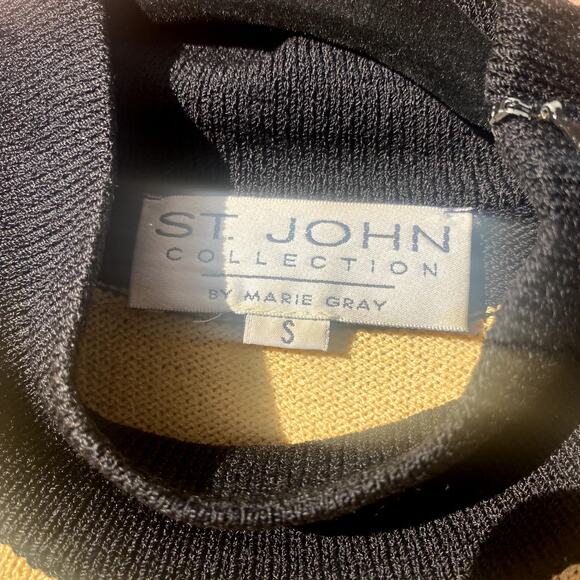 ST. JOHN
COLLECTION
BY MARIE GRAY
S